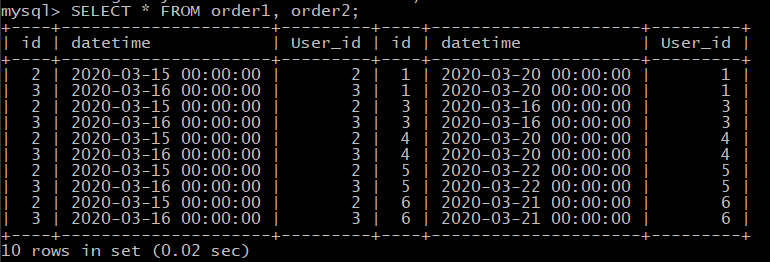 mysql> SELECT * FROM order1, order2;
+----+---------------------+---------+----+---------------------+---------+
| id | datetime            | User_id | id | datetime            | User_id |
+----+---------------------+---------+----+---------------------+---------+
|  2 | 2020-03-15 00:00:00 |       2 |  1 | 2020-03-20 00:00:00 |       1 |
|  3 | 2020-03-16 00:00:00 |       3 |  1 | 2020-03-20 00:00:00 |       1 |
|  2 | 2020-03-15 00:00:00 |       2 |  3 | 2020-03-16 00:00:00 |       3 |
|  3 | 2020-03-16 00:00:00 |       3 |  3 | 2020-03-16 00:00:00 |       3 |
|  2 | 2020-03-15 00:00:00 |       2 |  4 | 2020-03-20 00:00:00 |       4 |
|  3 | 2020-03-16 00:00:00 |       3 |  4 | 2020-03-20 00:00:00 |       4 |
|  2 | 2020-03-15 00:00:00 |       2 |  5 | 2020-03-22 00:00:00 |       5 |
|  3 | 2020-03-16 00:00:00 |       3 |  5 | 2020-03-22 00:00:00 |       5 |
|  2 | 2020-03-15 00:00:00 |       2 |  6 | 2020-03-21 00:00:00 |       6 |
|  3 | 2020-03-16 00:00:00 |       3 |  6 | 2020-03-21 00:00:00 |       6 |
+----+---------------------+---------+----+---------------------+---------+
10 rows in set (0.02 sec)